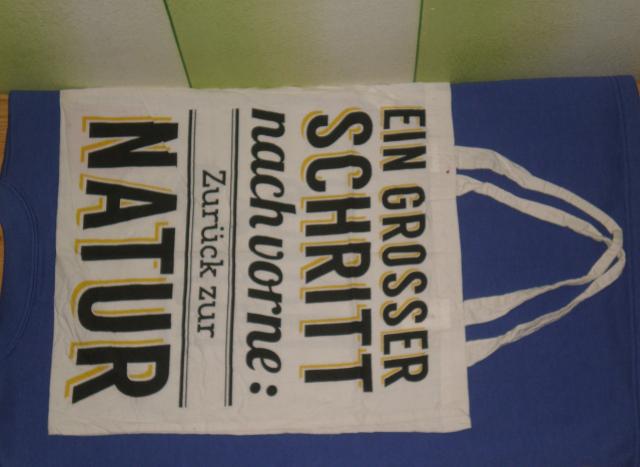 EIN GROSSER
SCHRITT
nach vorne:
Zurück zur
NATUR